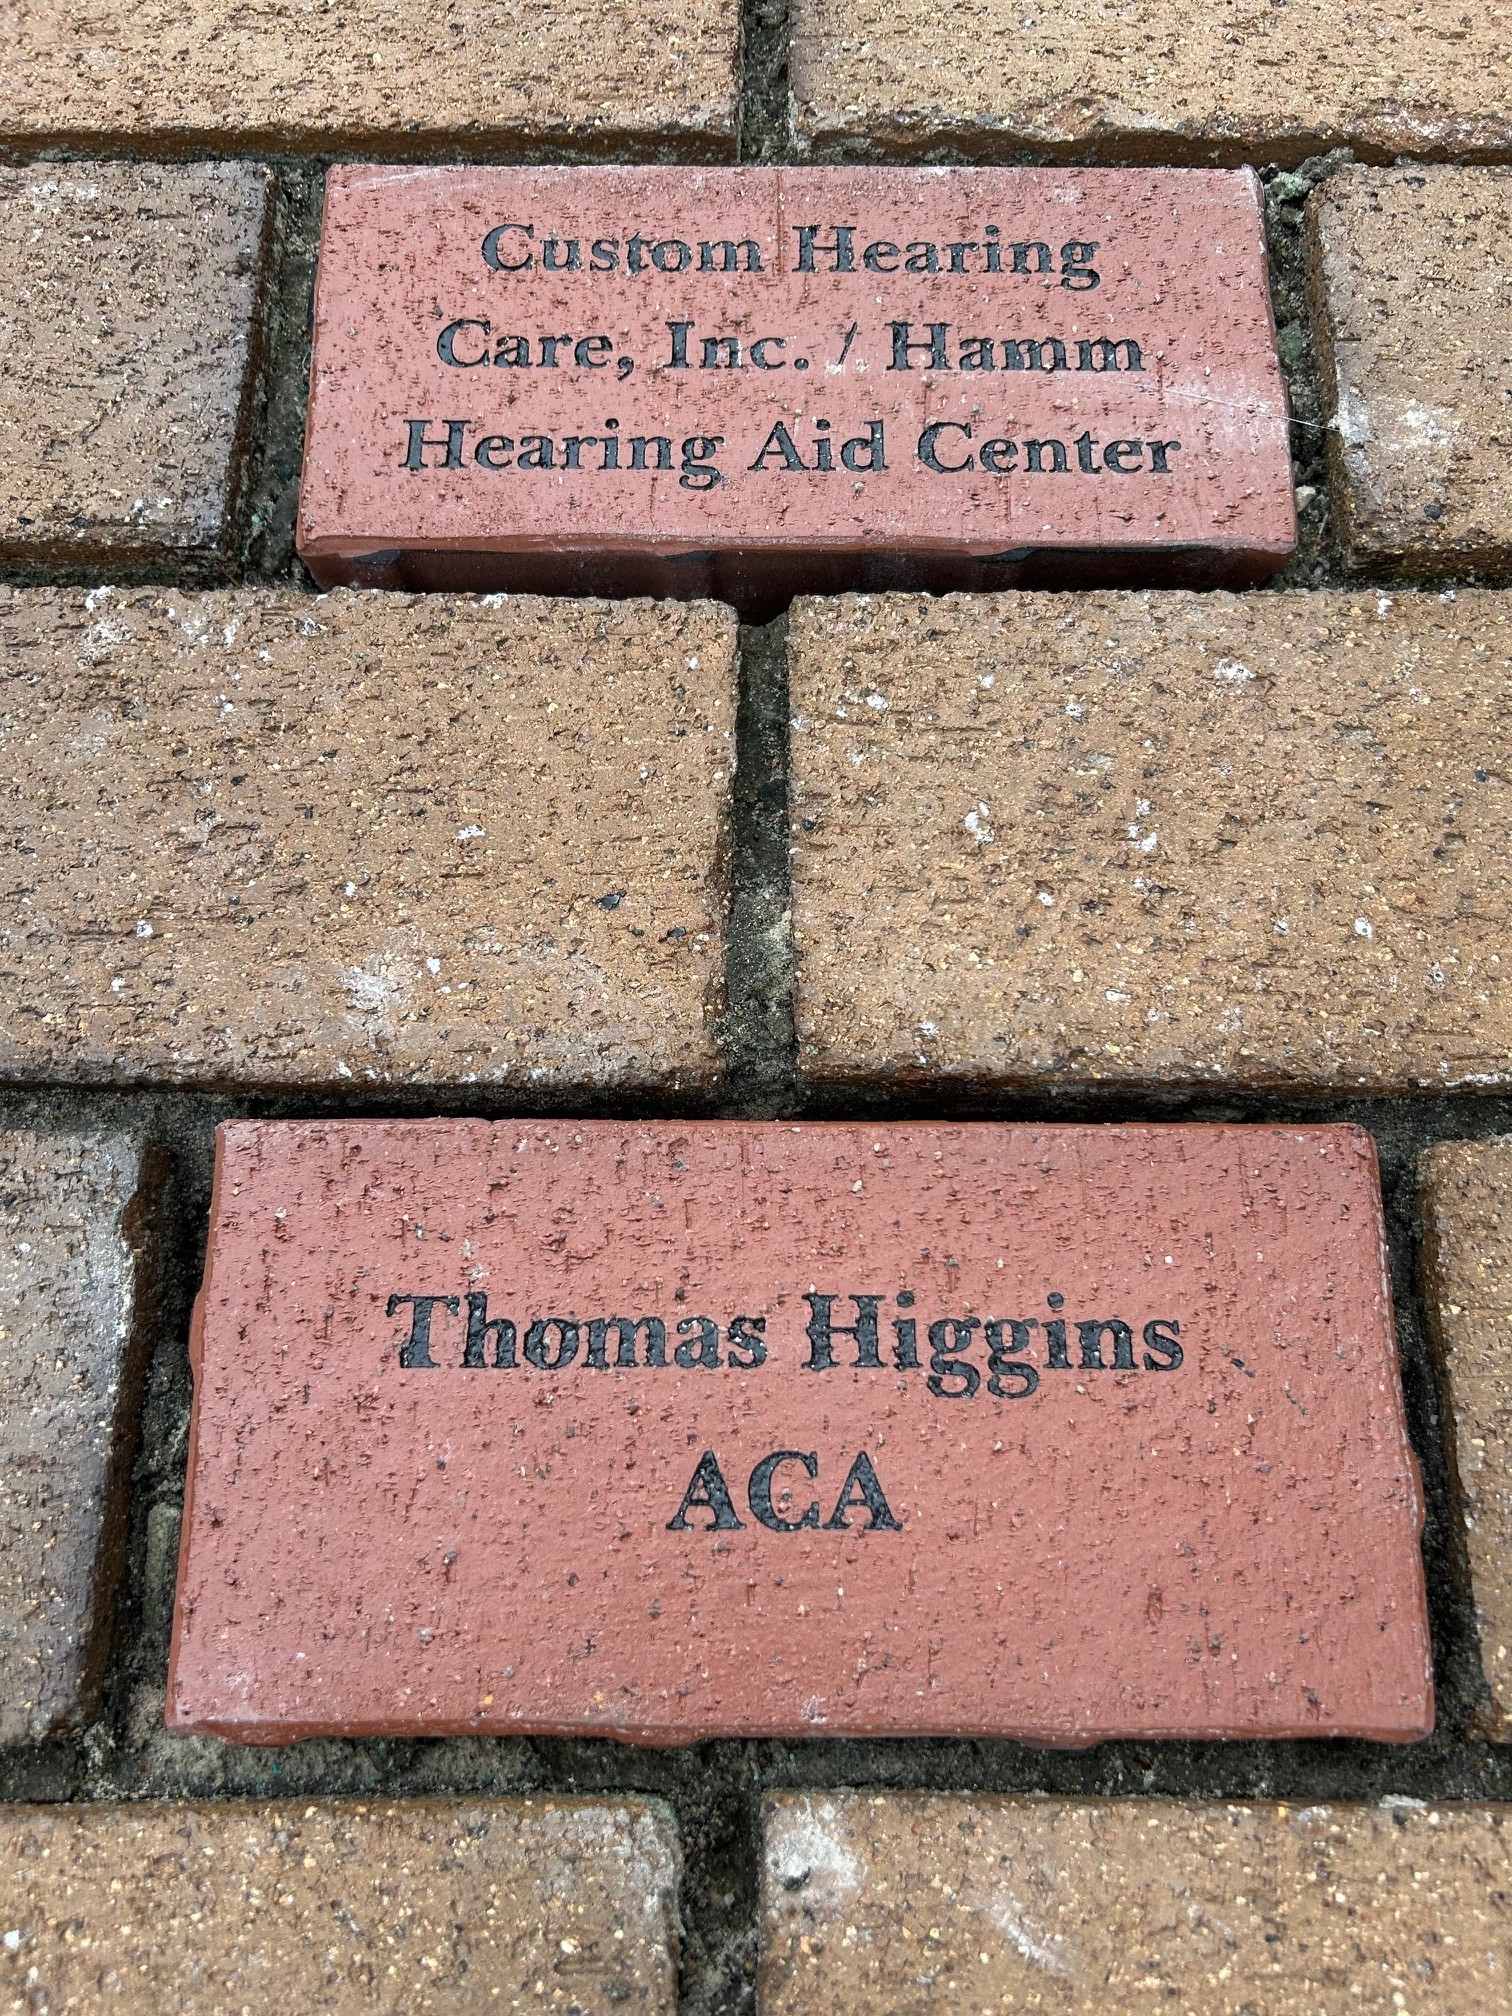 Custom Hearing
Care, Inc. / Hamm
Hearing Aid Center
Thomas Higgins
ACA